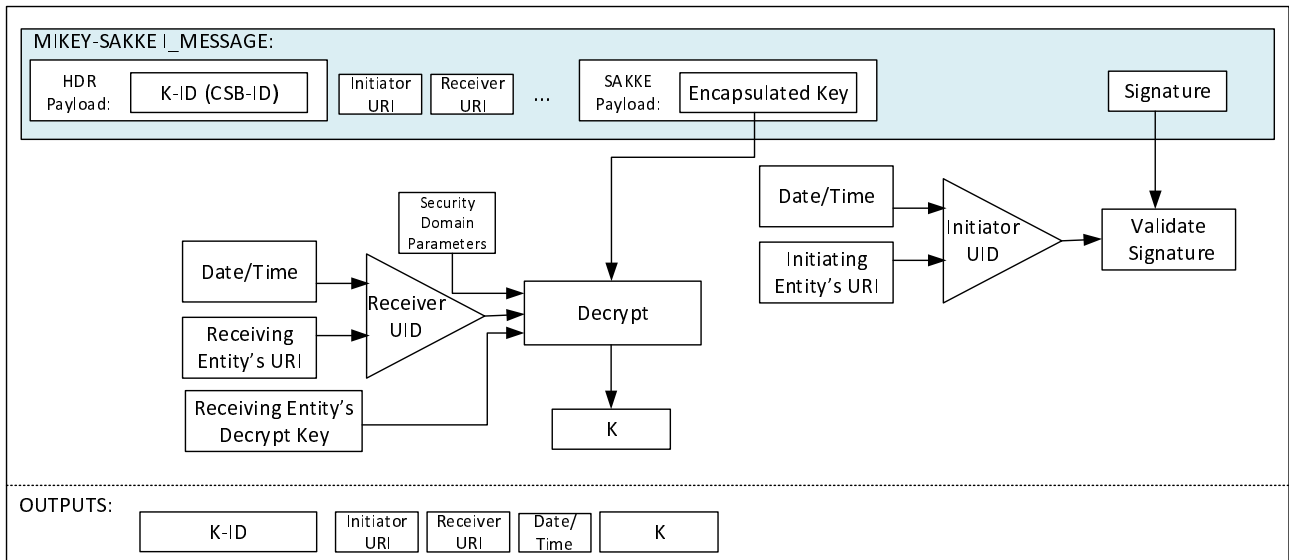 MIKEY-SAKKE I_MESSAGE:
HDR
Payload:
K-ID (CSB-ID)
Initiator
URI
Receiver
URI
...
SAKKE
Payload:
Encapsulated Key
Signature
Date/Time
Initiating
Entity's URI
Initiator
UID
Validate
Signature
Security
Domain
Parameters
Date/Time
Receiving
Entity's URI
Receiver
UID
Decrypt
Receiving Entity's
Decrypt Key
K
OUTPUTS:
K-ID
Initiator
URI
Receiver
URI
Date/
Time
K